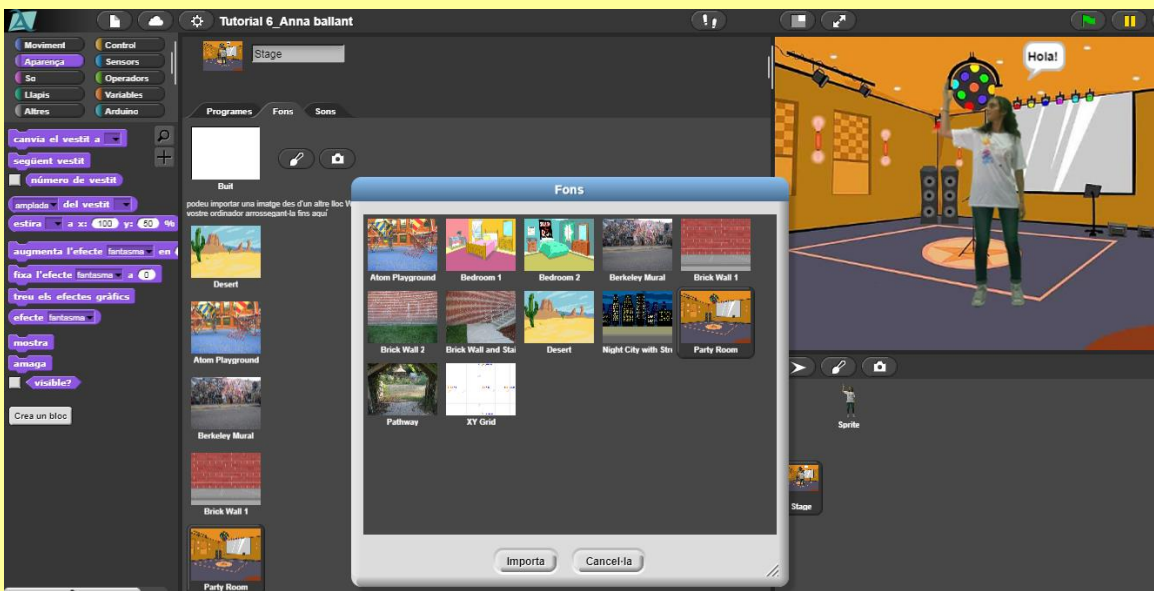 Tutorial 6_Anna ballant
Moviment
Control
Aparença
Sensors
So
Operadors
Llapis
Variables
Altres
Arduino
canvia el vestit a
següent vestit
número de vestit
amplada del vestit
estira a x: 100 y: 50 %
augmenta l'efecte fantasma en
fixa l'efecte fantasma a 0
treu els efectes gràfics
efecte fantasma
mostra
amaga
visible?
Crea un bloc
Stage
Programes Fons Sons
Buit
podeu importar una imatge des d'un altre lloc W
vostre ordinador arrossegant-la fins aquí
Desert
Atom Playground
Berkeley Mural
Brick Wall 1
Party Room
Fons
Atom Playground Bedroom 1 Bedroom 2 Berkeley Mural Brick Wall 1
Brick Wall 2 Brick Wall and Stai Desert Night City with Str Party Room
Pathway XY Grid
Importa Cancel·la
Hola!
Sprite
Stage